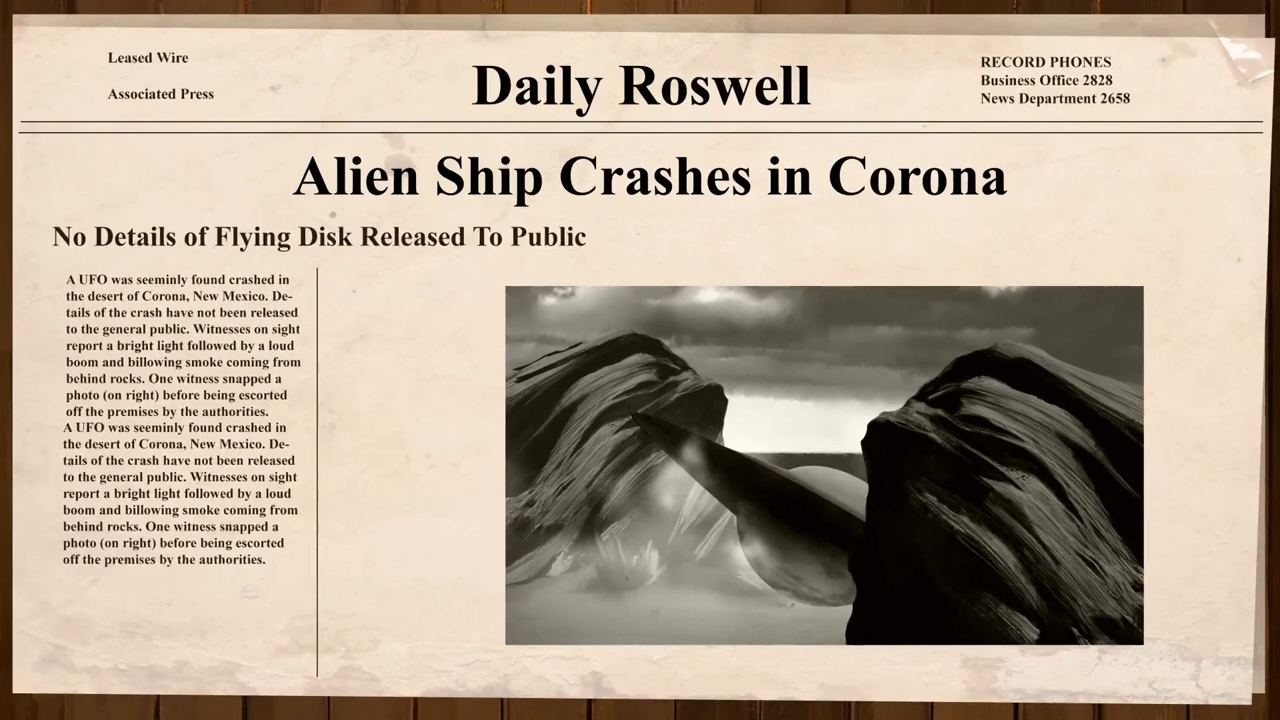 Leased Wire
Associated Press
Daily Roswell
RECORD PHONES
Business Office 2828
News Department 2658
Alien Ship Crashes in Corona
No Details of Flying Disk Released To Public
A UFO was seeminly found crashed in
the desert of Corona, New Mexico. De-
tails of the crash have not been released
to the general public. Witnesses on sight
report a bright light followed by a loud
boom and billowing smoke coming from
behind rocks. One witness snapped a
photo (on right) before being escorted
off the premises by the authorities.
A UFO was seeminly found crashed in
the desert of Corona, New Mexico. De-
tails of the crash have not been released
to the general public. Witnesses on sight
report a bright light followed by a loud
boom and billowing smoke coming from
behind rocks. One witness snapped a
photo (on right) before being escorted
off the premises by the authorities.